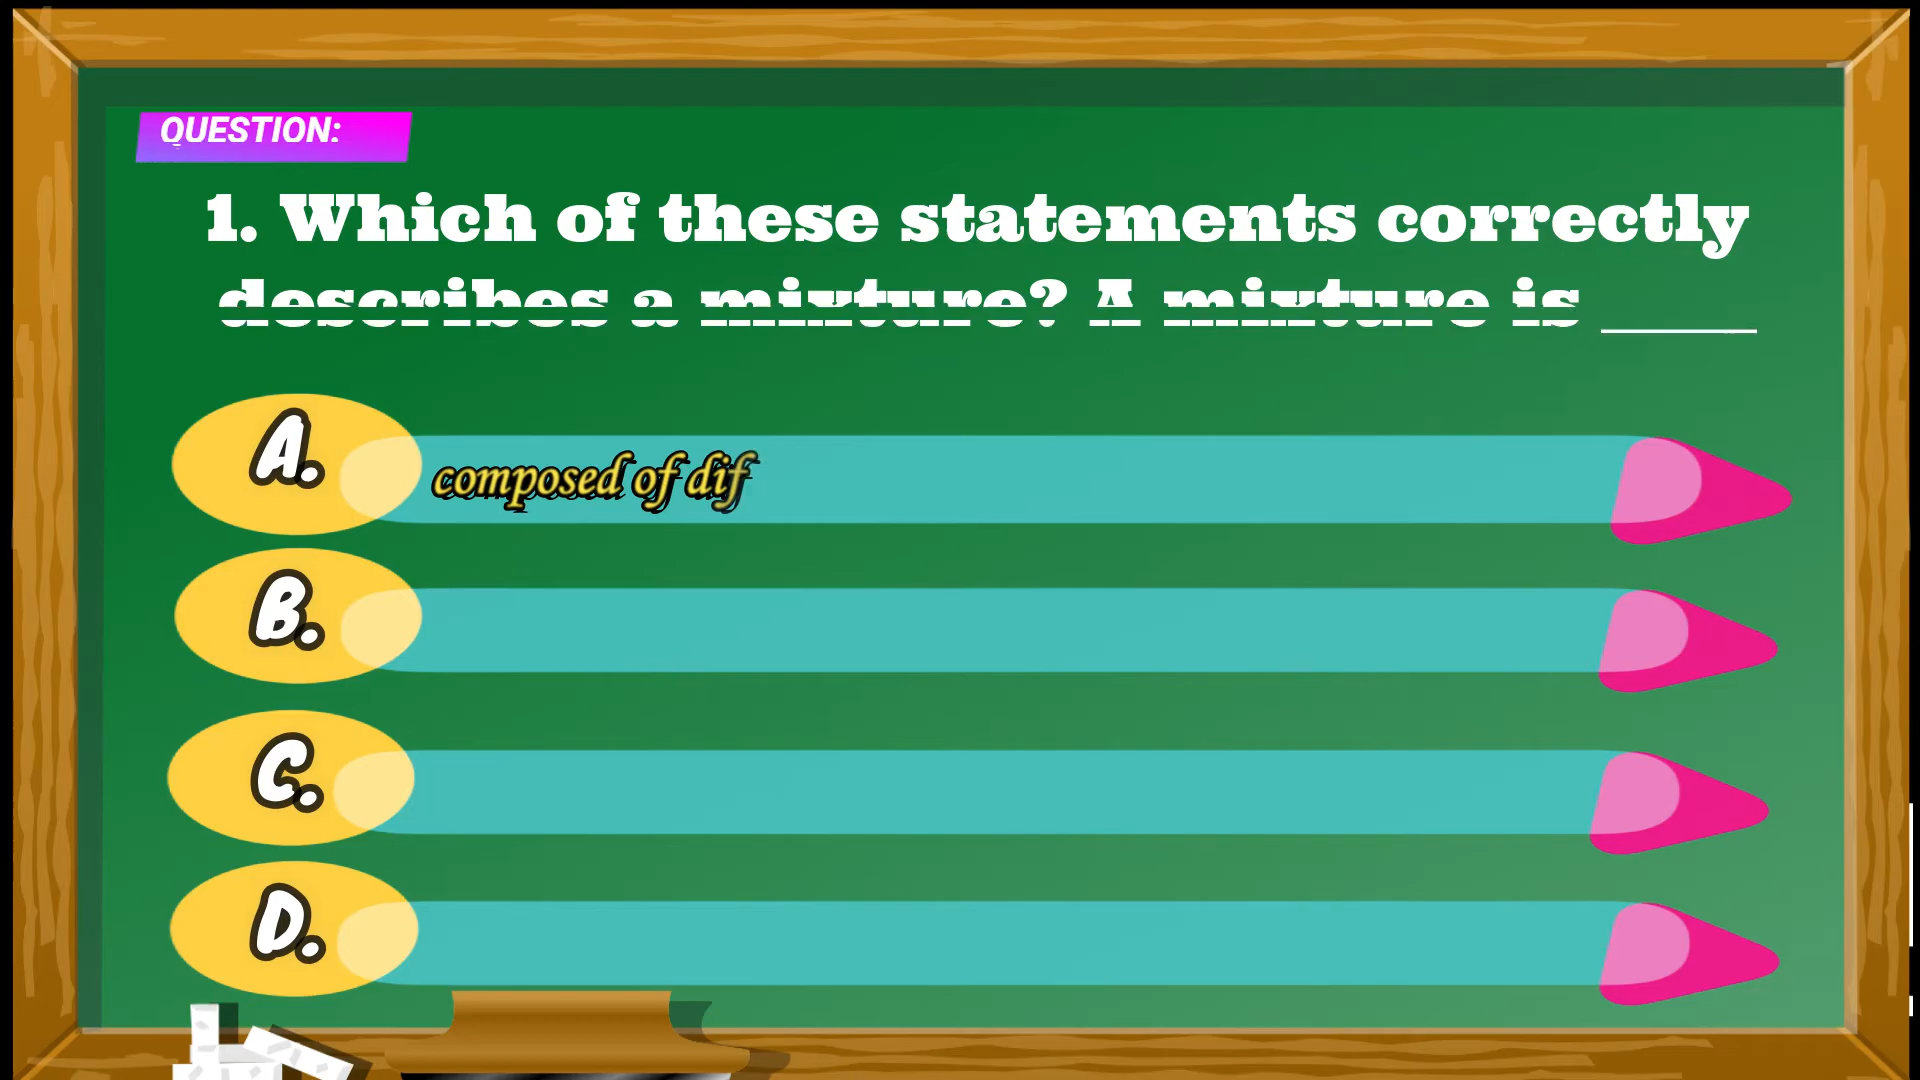 QUESTION:
1. Which of these statements correctly
describes a mixture? A mixture is _____
A.
composed of dif
B.
C.
D.